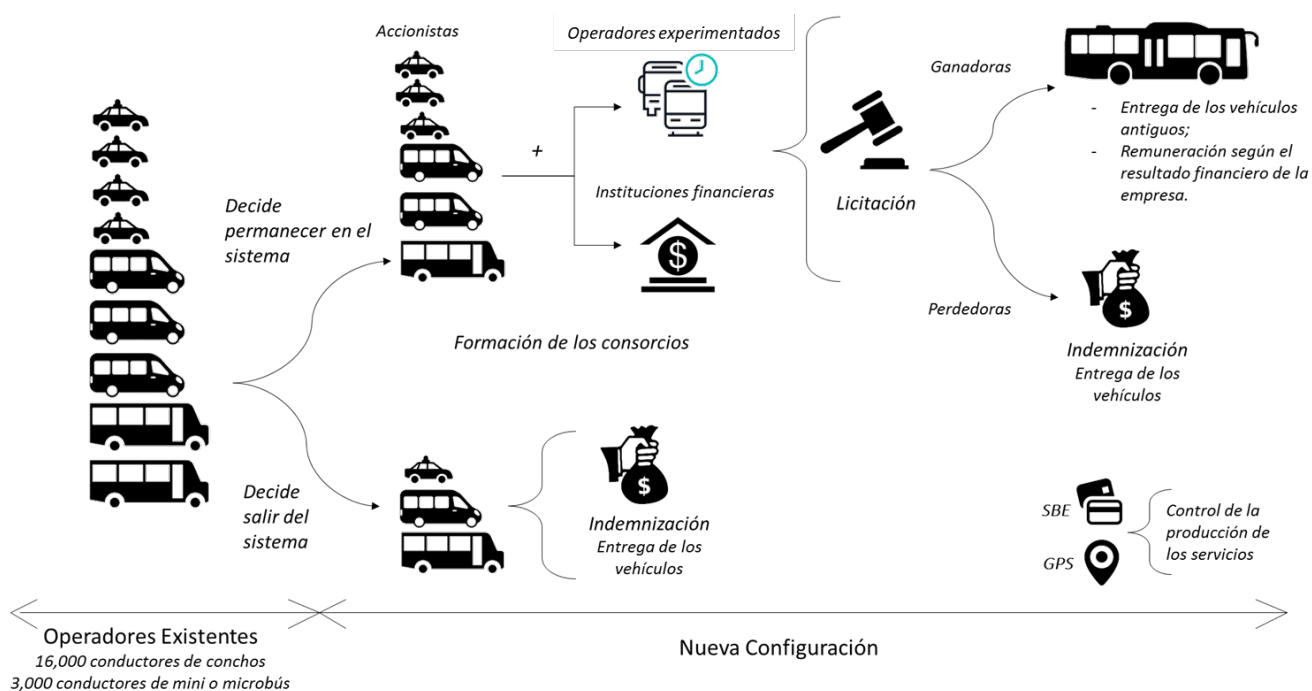 Accionistas
Operadores experimentados
Ganadoras
- Entrega de los vehículos
antiguos;
- Remuneración según el
resultado financiero de la
empresa.
+
Instituciones financieras
Licitación
Decide
permanecer en el
sistema
$
Perdedoras
$
Formación de los consorcios
Indemnización
Entrega de los
vehículos
Decide
salir del
sistema
$
Indemnización
Entrega de los
vehículos
SBE
GPS
Control de la
producción de
los servicios
Operadores Existentes
16,000 conductores de conchos
3,000 conductores de mini o microbús
Nueva Configuración